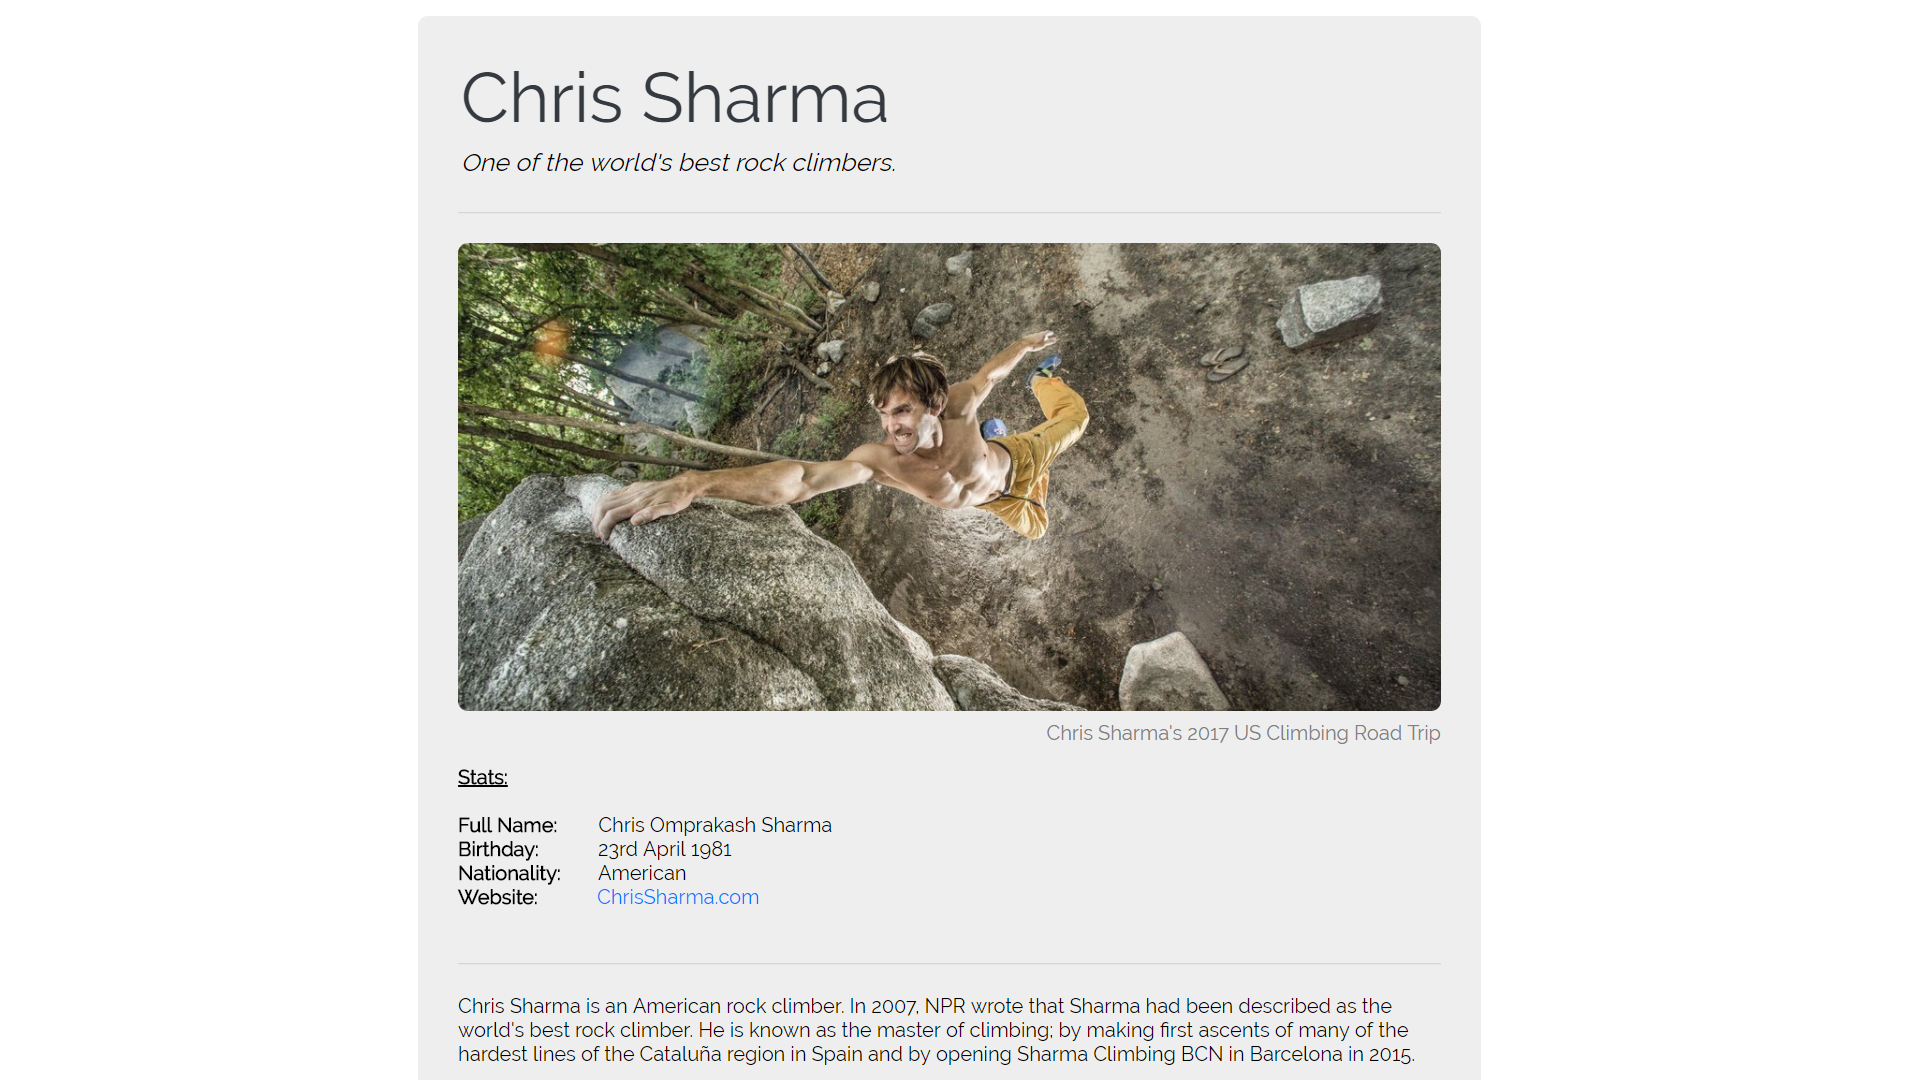 Chris Sharma
One of the world's best rock climbers.
Chris Sharma's 2017 US Climbing Road Trip
Stats:
Full Name: Chris Omprakash Sharma
Birthday: 23rd April 1981
Nationality: American
Website: ChrisSharma.com
Chris Sharma is an American rock climber. In 2007, NPR wrote that Sharma had been described as the
world's best rock climber. He is known as the master of climbing; by making first ascents of many of the
hardest lines of the Cataluña region in Spain and by opening Sharma Climbing BCN in Barcelona in 2015.